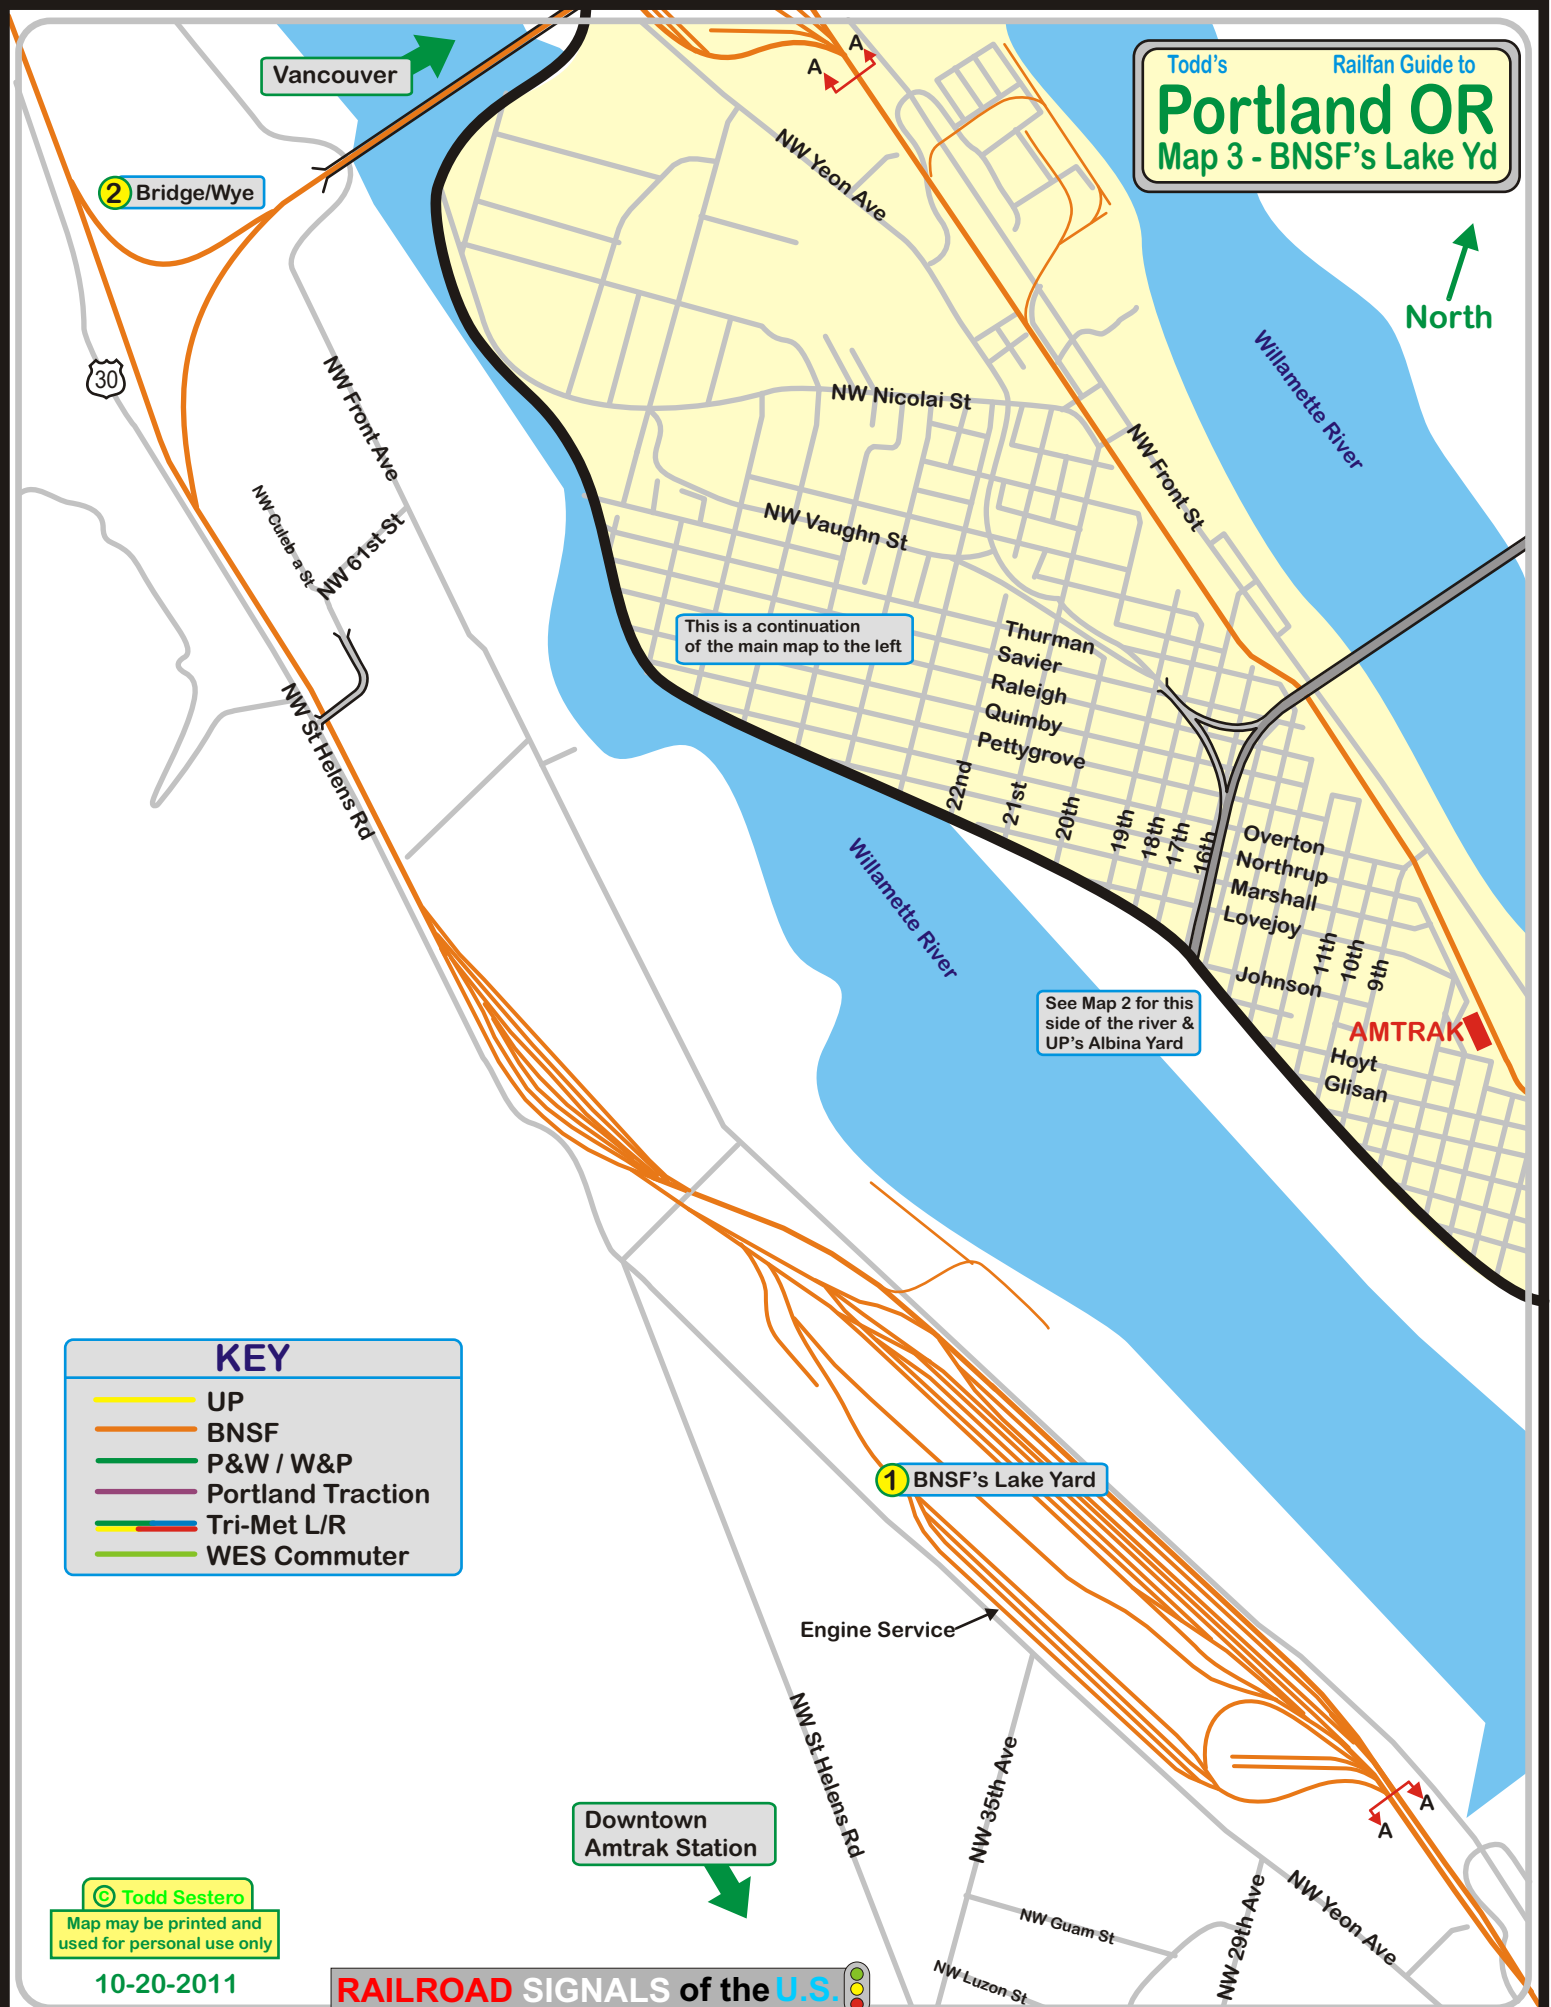 Todd's Railfan Guide to
Portland OR
Map 3 - BNSF's Lake Yd
North
Vancouver
A
A
2 Bridge/Wye
30
NW Yeon Ave
NW Front Ave
NW Culeb a St
NW 61st St
NW St Helens Rd
NW Nicolai St
NW Vaughn St
NW Front St
Willamette River
This is a continuation
of the main map to the left
Thurman
Savier
Raleigh
Quimby
Pettygrove
22nd
21st
20th
19th
18th
17th
16th
Overton
Northrup
Marshall
Lovejoy
Johnson
11th
10th
9th
AMTRAK
Hoyt
Glisan
Willamette River
See Map 2 for this
side of the river &
UP's Albina Yard
KEY
UP
BNSF
P&W / W&P
Portland Traction
Tri-Met L/R
WES Commuter
1 BNSF's Lake Yard
Engine Service
NW St Helens Rd
NW 35th Ave
A
A
Downtown
Amtrak Station
NW Guam St
NW Luzon St
NW 29th Ave
NW Yeon Ave
© Todd Sestero
Map may be printed and
used for personal use only
10-20-2011
RAILROAD SIGNALS of the U.S.